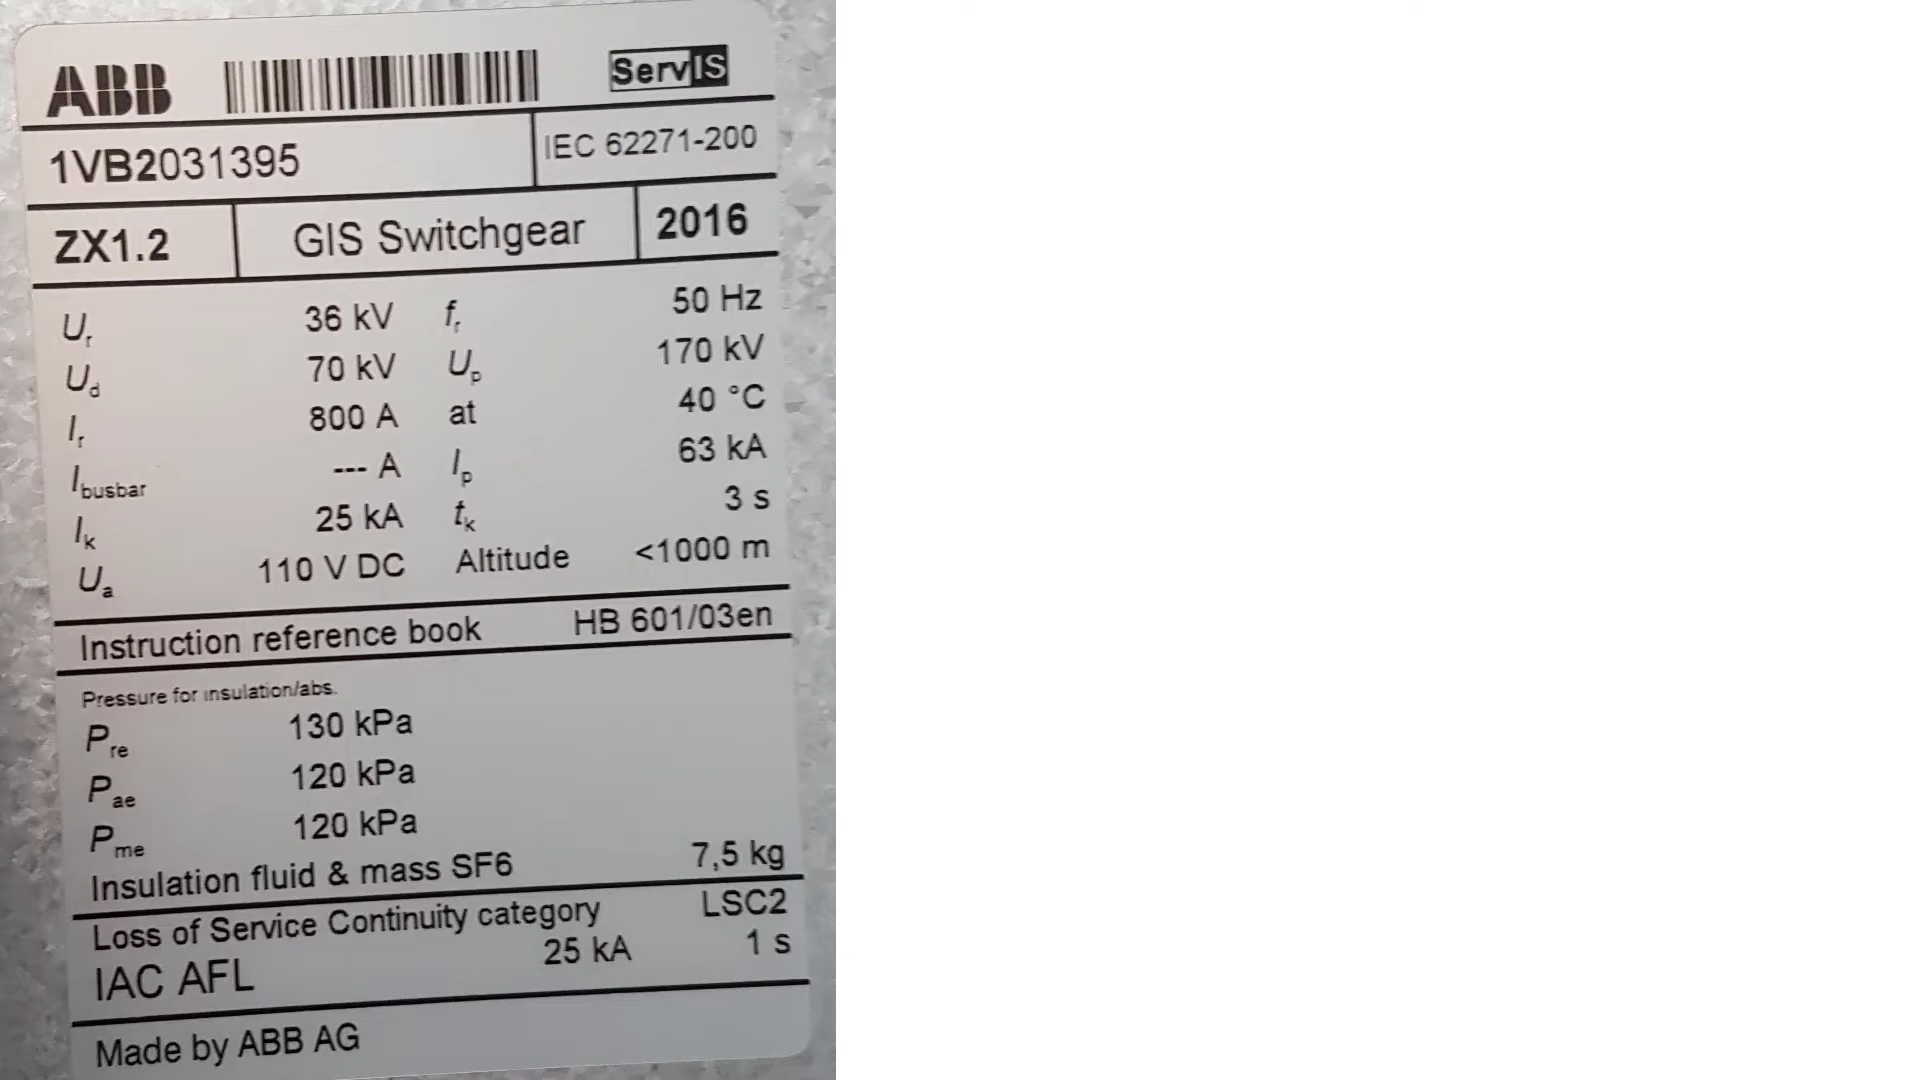 ABB ServIS
1VB2031395 IEC 62271-200
ZX1.2 GIS Switchgear 2016
Ur 36 kV fr 50 Hz
Ud 70 kV Up 170 kV
Ir 800 A at 40 °C
Ibusbar --- A Ip 63 kA
Ik 25 kA tk 3 s
Ua 110 V DC Altitude <1000 m
Instruction reference book HB 601/03en
Pressure for insulation/abs.
Pre 130 kPa
Pae 120 kPa
Pme 120 kPa
Insulation fluid & mass SF6 7,5 kg
Loss of Service Continuity category LSC2
IAC AFL 25 kA 1 s
Made by ABB AG